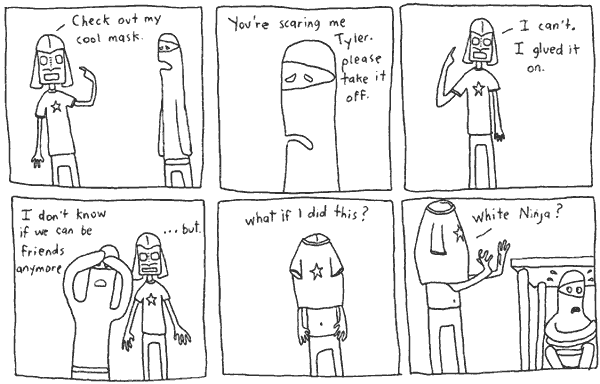 Check out my
cool mask.
You're scaring me
Tyler.
please
take it
off.
I can't.
I glued it
on.
I don't know
if we can be
friends
anymore
...but.
what if I did this?
White Ninja?